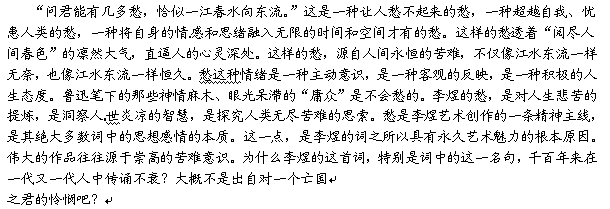 “问君能有几多愁，恰似一江春水向东流。”这是一种让人愁不起来的愁，一种超越自我、忧
患人类的愁，一种将自身的情感和思绪融入无限的时间和空间才有的愁。这样的愁透着“阅尽人
间春色”的凛然大气，直逼人的心灵深处。这样的愁，源自人间永恒的苦难，不仅像江水东流一样
无奈，也像江水东流一样恒久。愁这种情绪是一种主动意识，是一种客观的反映，是一种积极的人
生态度。鲁迅笔下的那些神情麻木、眼光呆滞的“庸众”是不会愁的。李煜的愁，是对人生悲苦的
提炼，是洞察人世炎凉的智慧，是探究人类无尽苦难的思索。愁是李煜艺术创作的一条精神主线，
是其绝大多数词中的思想感情的本质。这一点，是李煜的词之所以具有永久艺术魅力的根本原因。
伟大的作品往往源于崇高的苦难意识。为什么李煜的这首词，特别是词中的这一名句，千百年来在
一代又一代人中传诵不衰？大概不是出自对一个亡国
之君的怜悯吧？